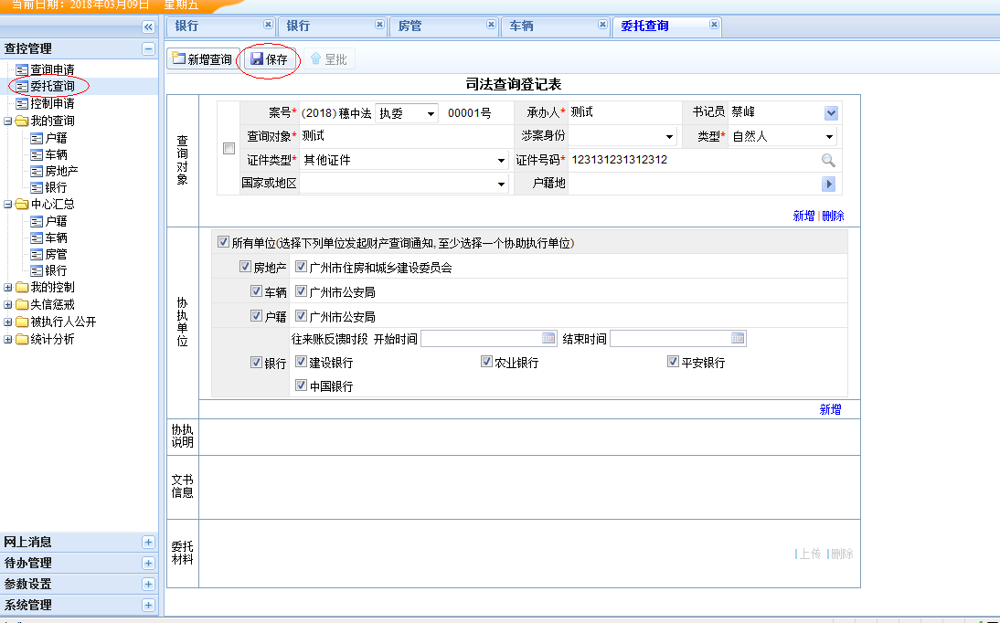 当前日期：2018年03月09日 星期五
查控管理
查询申请
委托查询
控制申请
我的查询
户籍
车辆
房地产
银行
中心汇总
户籍
车辆
房管
银行
我的控制
失信惩戒
被执行人公开
统计分析
网上消息
待办管理
参数设置
系统管理
银行 银行 房管 车辆 委托查询
新增查询 保存 呈批
司法查询登记表
查询对象
案号* (2018) 穗中法 执委 00001号 承办人* 测试 书记员 蔡峰
查询对象* 测试 涉案身份 类型* 自然人
证件类型* 其他证件 证件号码* 123131231312312
国家或地区 户籍地
新增 | 删除
协执单位
所有单位(选择下列单位发起财产查询通知, 至少选择一个协助执行单位)
房地产 广州市住房和城乡建设委员会
车辆 广州市公安局
户籍 广州市公安局
往来账反馈时段 开始时间 结束时间
银行 建设银行 农业银行 平安银行
中国银行
新增
协执说明
文书信息
委托材料
上传 删除